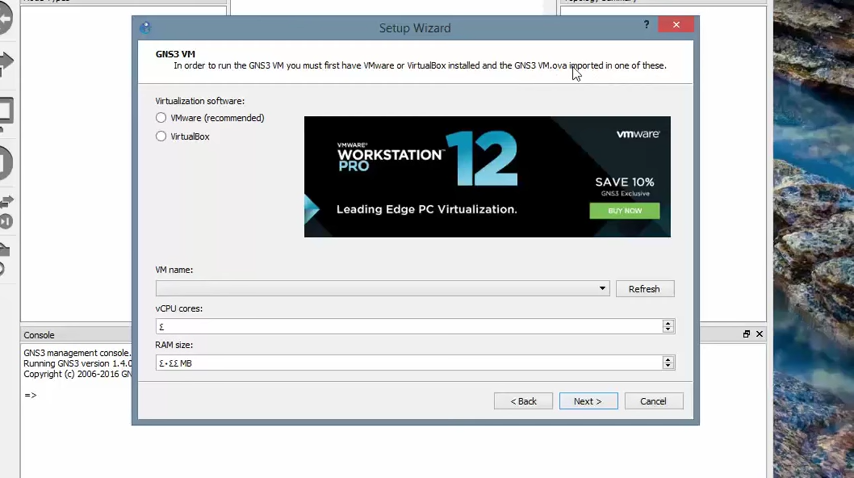 Setup Wizard
?
GNS3 VM
In order to run the GNS3 VM you must first have VMware or VirtualBox installed and the GNS3 VM.ova imported in one of these.
Virtualization software:
VMware (recommended)
VirtualBox
VMWARE®
WORKSTATION™ 12
PRO
Leading Edge PC Virtualization.
vmware®
SAVE 10%
GNS3 Exclusive
BUY NOW
VM name:
Refresh
vCPU cores:
٤
RAM size:
٤٠٤٤ MB
< Back
Next >
Cancel
Console
GNS3 management console.
Running GNS3 version 1.4.0
Copyright (c) 2006-2016 GN
=>